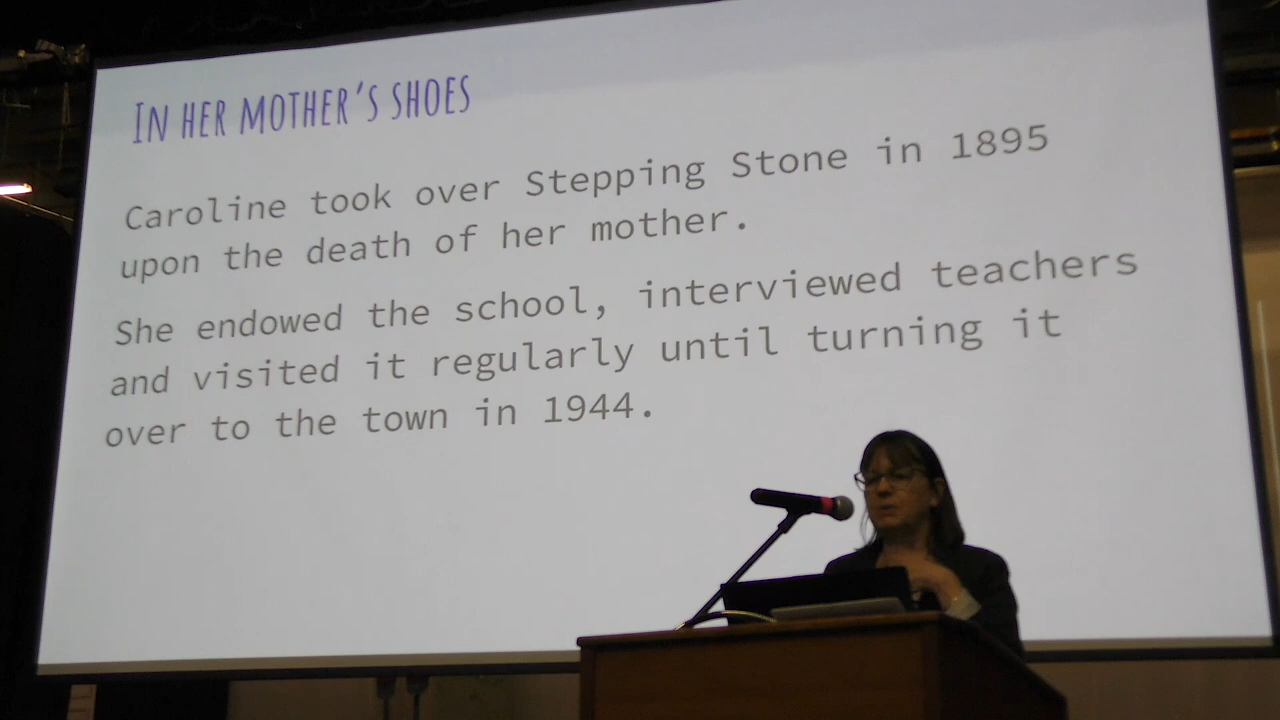 In her mother's shoes
Caroline took over Stepping Stone in 1895
upon the death of her mother.
She endowed the school, interviewed teachers
and visited it regularly until turning it
over to the town in 1944.